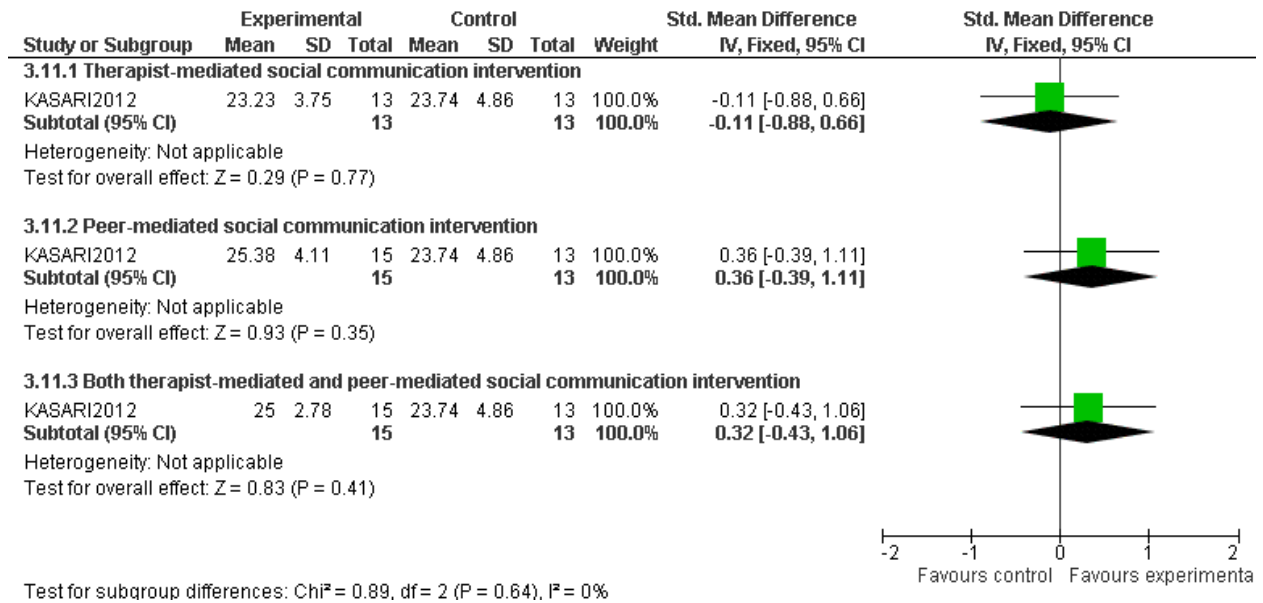 Experimental Control Std. Mean Difference Std. Mean Difference
Study or Subgroup Mean SD Total Mean SD Total Weight IV, Fixed, 95% CI IV, Fixed, 95% CI
3.11.1 Therapist-mediated social communication intervention
KASARI2012 23.23 3.75 13 23.74 4.86 13 100.0% -0.11 [-0.88, 0.66]
Subtotal (95% CI) 13 13 100.0% -0.11 [-0.88, 0.66]
Heterogeneity: Not applicable
Test for overall effect: Z = 0.29 (P = 0.77)
3.11.2 Peer-mediated social communication intervention
KASARI2012 25.38 4.11 15 23.74 4.86 13 100.0% 0.36 [-0.39, 1.11]
Subtotal (95% CI) 15 13 100.0% 0.36 [-0.39, 1.11]
Heterogeneity: Not applicable
Test for overall effect: Z = 0.93 (P = 0.35)
3.11.3 Both therapist-mediated and peer-mediated social communication intervention
KASARI2012 25 2.78 15 23.74 4.86 13 100.0% 0.32 [-0.43, 1.06]
Subtotal (95% CI) 15 13 100.0% 0.32 [-0.43, 1.06]
Heterogeneity: Not applicable
Test for overall effect: Z = 0.83 (P = 0.41)
-2 -1 0 1 2
Favours control Favours experimenta
Test for subgroup differences: Chi² = 0.89, df = 2 (P = 0.64), I² = 0%